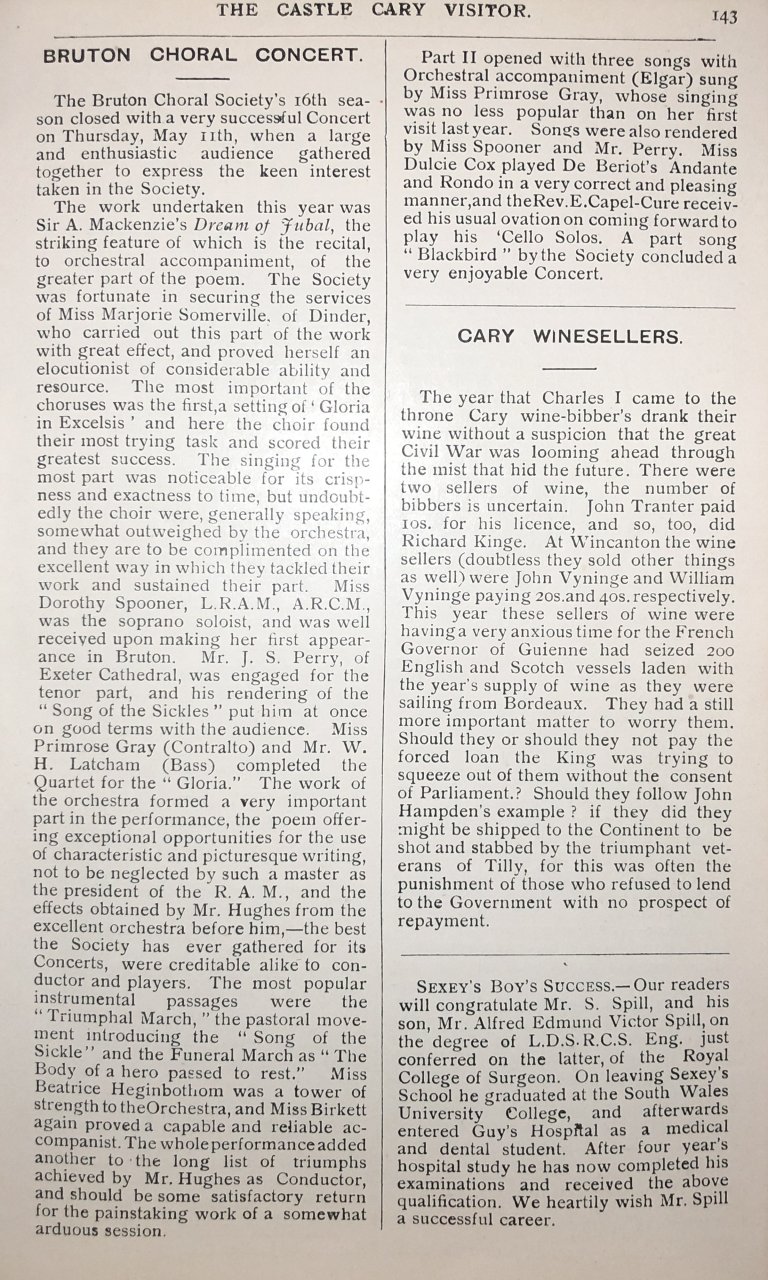 THE CASTLE CARY VISITOR.
143
BRUTON CHORAL CONCERT.
The Bruton Choral Society's 16th sea-
son closed with a very successful Concert
on Thursday, May 11th, when a large
and enthusiastic audience gathered
together to express the keen interest
taken in the Society.
The work undertaken this year was
Sir A. Mackenzie's Dream of Jubal, the
striking feature of which is the recital,
to orchestral accompaniment, of the
greater part of the poem. The Society
was fortunate in securing the services
of Miss Marjorie Somerville, of Dinder,
who carried out this part of the work
with great effect, and proved herself an
elocutionist of considerable ability and
resource. The most important of the
choruses was the first,a setting of ' Gloria
in Excelsis ' and here the choir found
their most trying task and scored their
greatest success. The singing for the
most part was noticeable for its crisp-
ness and exactness to time, but undoubt-
edly the choir were, generally speaking,
somewhat outweighed by the orchestra,
and they are to be complimented on the
excellent way in which they tackled their
work and sustained their part. Miss
Dorothy Spooner, L.R.A.M., A.R.C.M.,
was the soprano soloist, and was well
received upon making her first appear-
ance in Bruton. Mr. J. S. Perry, of
Exeter Cathedral, was engaged for the
tenor part, and his rendering of the
" Song of the Sickles " put him at once
on good terms with the audience. Miss
Primrose Gray (Contralto) and Mr. W.
H. Latcham (Bass) completed the
Quartet for the " Gloria." The work of
the orchestra formed a very important
part in the performance, the poem offer-
ing exceptional opportunities for the use
of characteristic and picturesque writing,
not to be neglected by such a master as
the president of the R. A. M., and the
effects obtained by Mr. Hughes from the
excellent orchestra before him,—the best
the Society has ever gathered for its
Concerts, were creditable alike to con-
ductor and players. The most popular
instrumental passages were the
" Triumphal March, " the pastoral move-
ment introducing the " Song of the
Sickle" and the Funeral March as " The
Body of a hero passed to rest." Miss
Beatrice Heginbothom was a tower of
strength to theOrchestra, and Miss Birkett
again proved a capable and reliable ac-
companist. The whole performance added
another to the long list of triumphs
achieved by Mr. Hughes as Conductor,
and should be some satisfactory return
for the painstaking work of a somewhat
arduous session.
Part II opened with three songs with
Orchestral accompaniment (Elgar) sung
by Miss Primrose Gray, whose singing
was no less popular than on her first
visit last year. Songs were also rendered
by Miss Spooner and Mr. Perry. Miss
Dulcie Cox played De Beriot's Andante
and Rondo in a very correct and pleasing
manner,and theRev.E.Capel-Cure receiv-
ed his usual ovation on coming forward to
play his 'Cello Solos. A part song
" Blackbird " by the Society concluded a
very enjoyable Concert.
CARY WINESELLERS.
The year that Charles I came to the
throne Cary wine-bibber's drank their
wine without a suspicion that the great
Civil War was looming ahead through
the mist that hid the future. There were
two sellers of wine, the number of
bibbers is uncertain. John Tranter paid
10s. for his licence, and so, too, did
Richard Kinge. At Wincanton the wine
sellers (doubtless they sold other things
as well) were John Vyninge and William
Vyninge paying 20s.and 40s. respectively.
This year these sellers of wine were
having a very anxious time for the French
Governor of Guienne had seized 200
English and Scotch vessels laden with
the year's supply of wine as they were
sailing from Bordeaux. They had a still
more important matter to worry them.
Should they or should they not pay the
forced loan the King was trying to
squeeze out of them without the consent
of Parliament.? Should they follow John
Hampden's example ? if they did they
might be shipped to the Continent to be
shot and stabbed by the triumphant vet-
erans of Tilly, for this was often the
punishment of those who refused to lend
to the Government with no prospect of
repayment.
SEXEY'S BOY'S SUCCESS.—Our readers
will congratulate Mr. S. Spill, and his
son, Mr. Alfred Edmund Victor Spill, on
the degree of L.D.S.R.C.S. Eng. just
conferred on the latter, of the Royal
College of Surgeon. On leaving Sexey's
School he graduated at the South Wales
University College, and afterwards
entered Guy's Hospital as a medical
and dental student. After four year's
hospital study he has now completed his
examinations and received the above
qualification. We heartily wish Mr. Spill
a successful career.